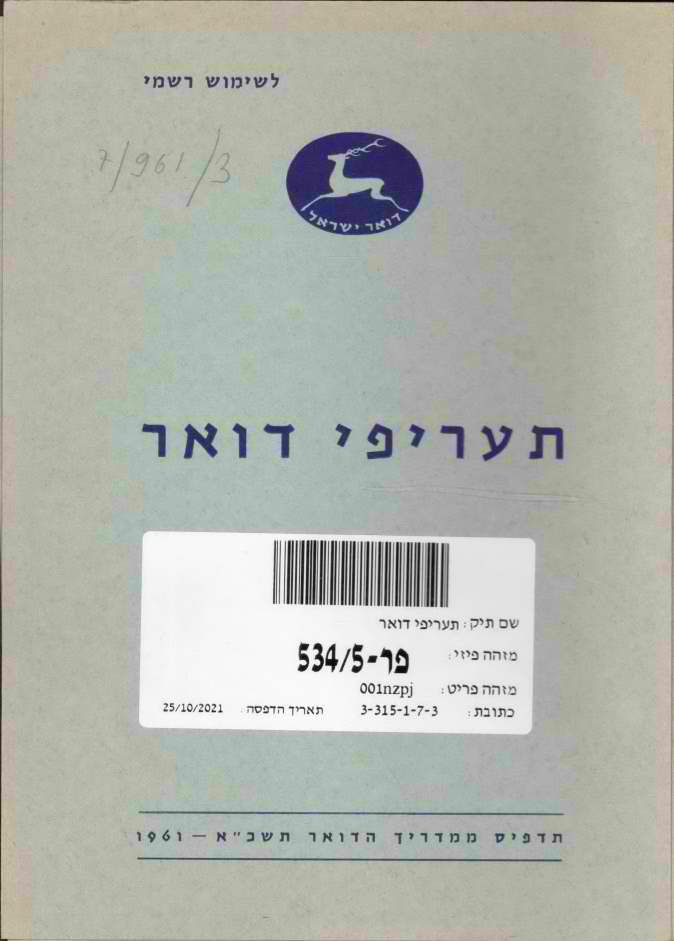 לשימוש רשמי
7/961/3
דואר ישראל
תעריפי דואר
שם תיק: תעריפי דואר
מזהה פיזי: פר-534/5
מזהה פריט: 001nzpj
כתובת: 3-315-1-7-3 תאריך הדפסה: 25/10/2021
תדפיס ממדריך הדואר תשכ"א – 1961